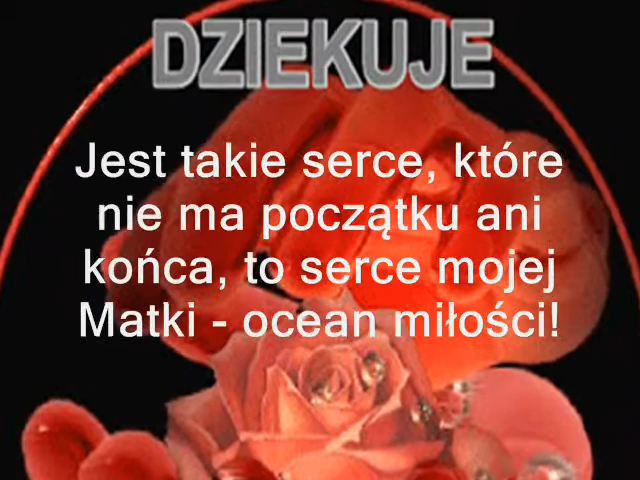 DZIEKUJE
Jest takie serce, które
nie ma początku ani
końca, to serce mojej
Matki - ocean miłości!